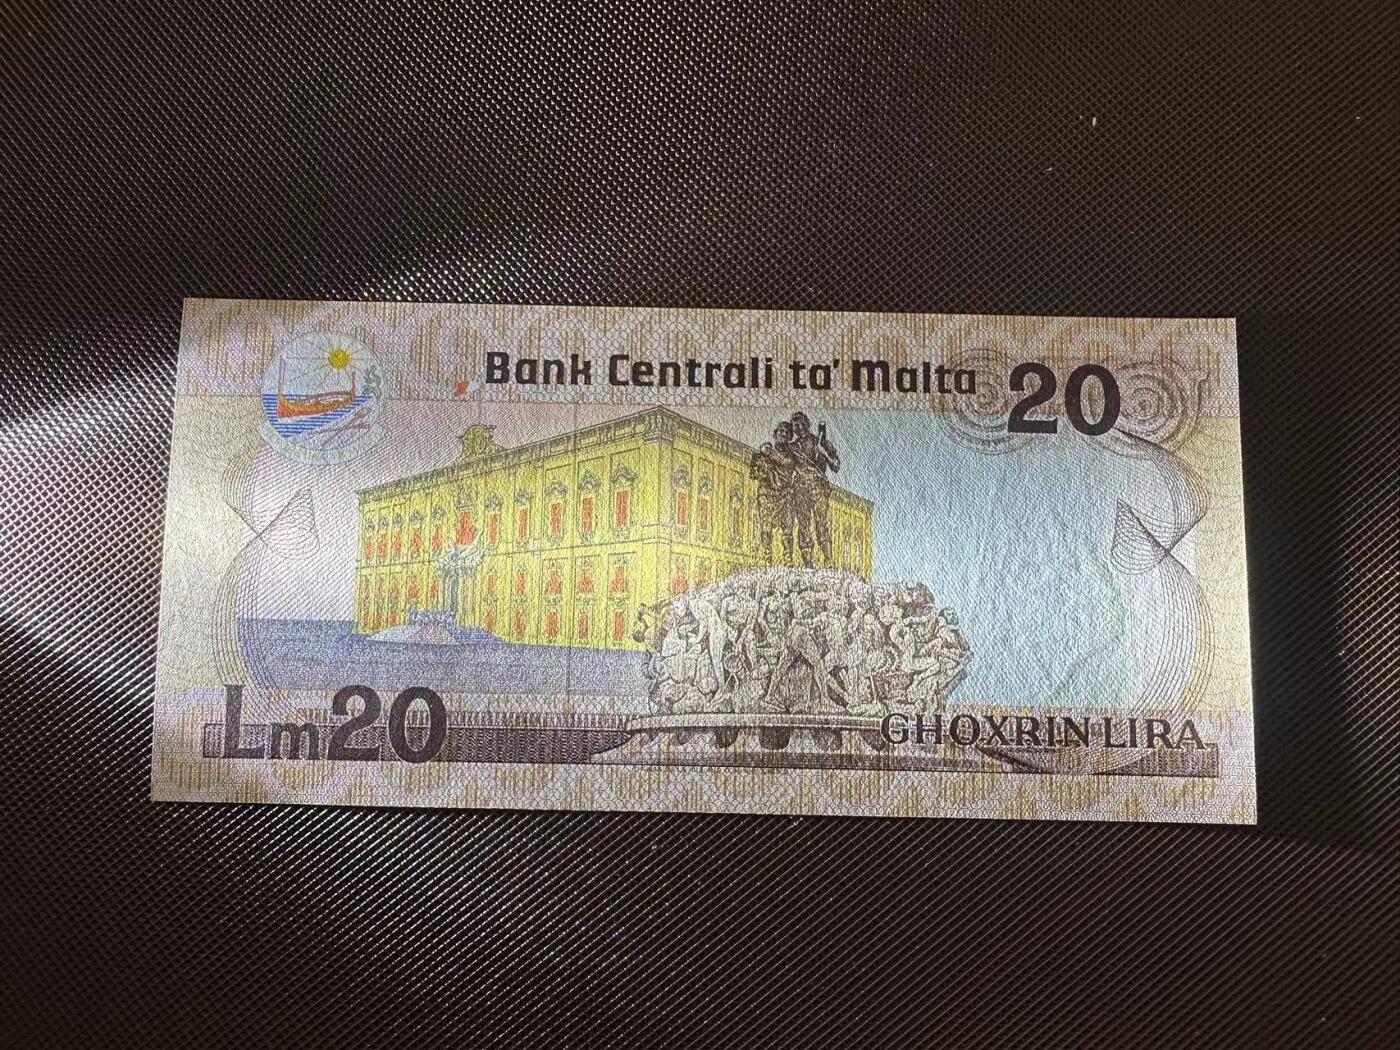 Bank Centrali ta' Malta
20
Lm20
GHOXRIN LIRA